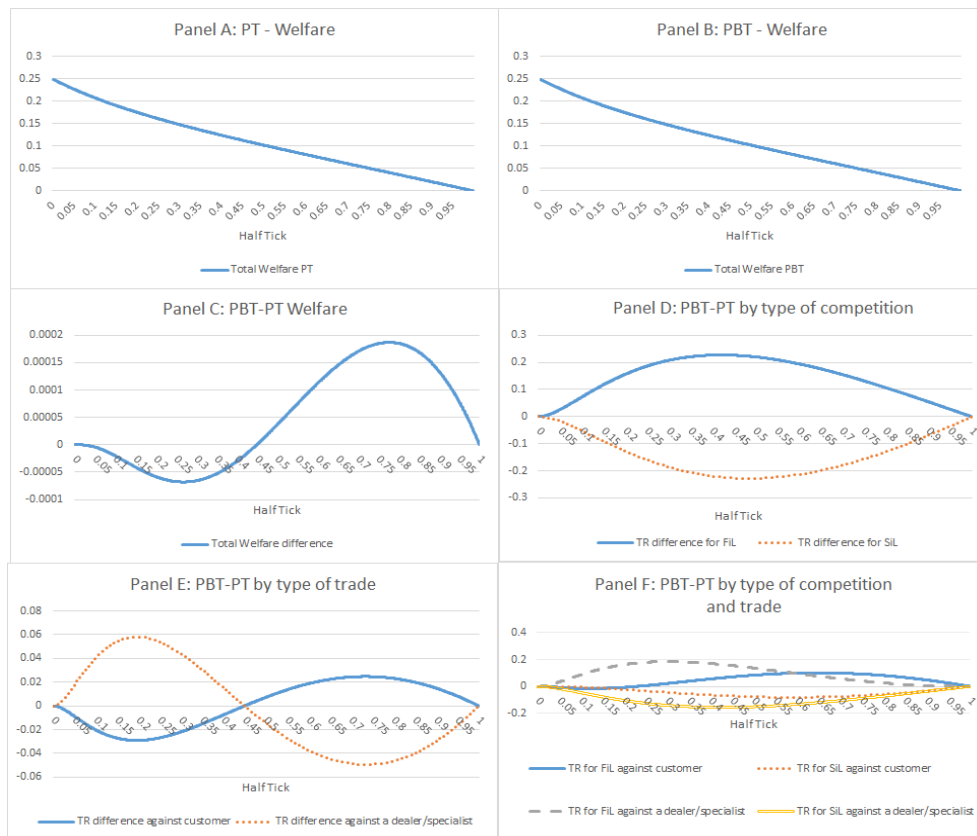 Panel A: PT - Welfare
0.3
0.25
0.2
0.15
0.1
0.05
0
0 0.05 0.1 0.15 0.2 0.25 0.3 0.35 0.4 0.45 0.5 0.55 0.6 0.65 0.7 0.75 0.8 0.85 0.9 0.95
Half Tick
Total Welfare PT
Panel B: PBT - Welfare
0.3
0.25
0.2
0.15
0.1
0.05
0
0 0.05 0.1 0.15 0.2 0.25 0.3 0.35 0.4 0.45 0.5 0.55 0.6 0.65 0.7 0.75 0.8 0.85 0.9 0.95
Half Tick
Total Welfare PBT
Panel C: PBT-PT Welfare
0.0002
0.00015
0.0001
0.00005
0
-0.00005
-0.0001
0 0.05 0.1 0.15 0.2 0.25 0.3 0.35 0.4 0.45 0.5 0.55 0.6 0.65 0.7 0.75 0.8 0.85 0.9 0.95 1
Half Tick
Total Welfare difference
Panel D: PBT-PT by type of competition
0.3
0.2
0.1
0
-0.1
-0.2
-0.3
0 0.05 0.1 0.15 0.2 0.25 0.3 0.35 0.4 0.45 0.5 0.55 0.6 0.65 0.7 0.75 0.8 0.85 0.9 0.95 1
Half Tick
TR difference for FiL TR difference for SiL
Panel E: PBT-PT by type of trade
0.08
0.06
0.04
0.02
0
-0.02
-0.04
-0.06
0 0.05 0.1 0.15 0.2 0.25 0.3 0.35 0.4 0.45 0.5 0.55 0.6 0.65 0.7 0.75 0.8 0.85 0.9 0.95 1
Half Tick
TR difference against customer TR difference against a dealer/specialist
Panel F: PBT-PT by type of competition
and trade
0.4
0.2
0
-0.2
0 0.05 0.1 0.15 0.2 0.25 0.3 0.35 0.4 0.45 0.5 0.55 0.6 0.65 0.7 0.75 0.8 0.85 0.9 0.95 1
Half Tick
TR for FiL against customer TR for SiL against customer
TR for FiL against a dealer/specialist TR for SiL against a dealer/specialist